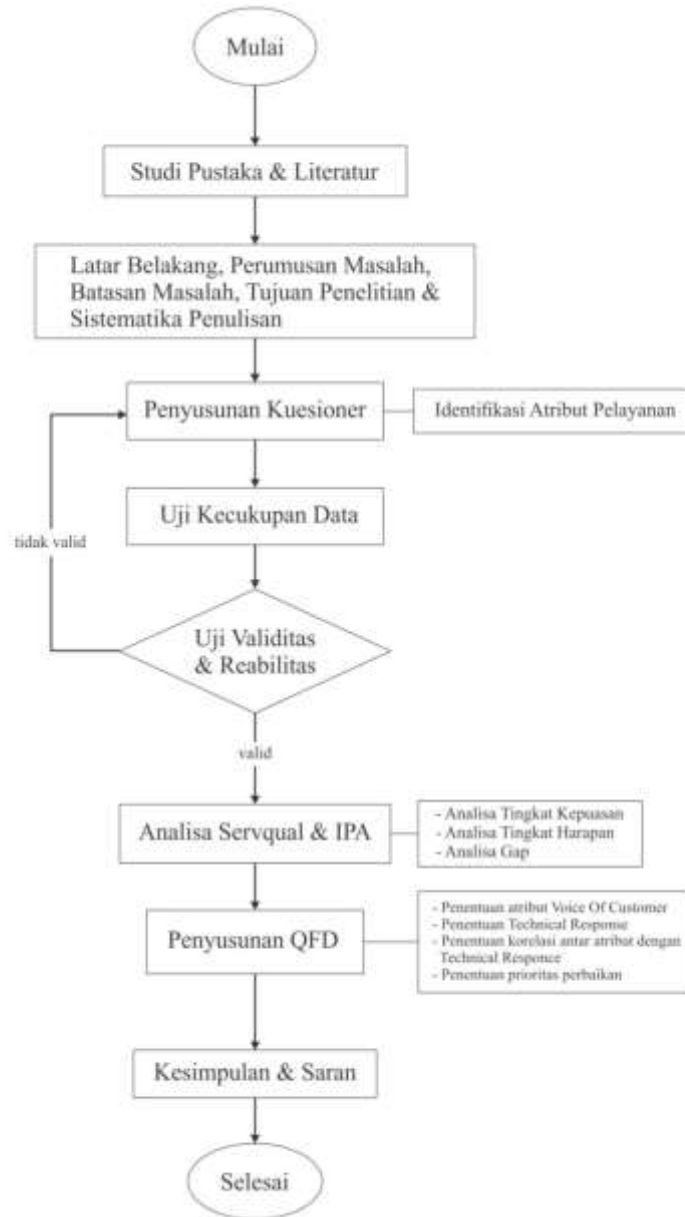 Mulai
Studi Pustaka & Literatur
Latar Belakang, Perumusan Masalah,
Batasan Masalah, Tujuan Penelitian &
Sistematika Penulisan
Penyusunan Kuesioner
Identifikasi Atribut Pelayanan
Uji Kecukupan Data
tidak valid
Uji Validitas
& Reabilitas
valid
Analisa Servqual & IPA
- Analisa Tingkat Kepuasan
- Analisa Tingkat Harapan
- Analisa Gap
Penyusunan QFD
- Penentuan atribut Voice Of Customer
- Penentuan Technical Response
- Penentuan korelasi antar atribut dengan
Technical Responce
- Penentuan prioritas perbaikan
Kesimpulan & Saran
Selesai